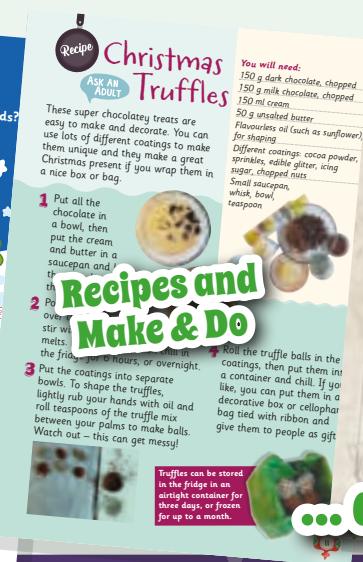 Recipe
Christmas
Truffles
ASK AN
ADULT
These super chocolatey treats are
easy to make and decorate. You can
use lots of different coatings to make
them unique and they make a great
Christmas present if you wrap them in
a nice box or bag.
You will need:
150 g dark chocolate, chopped
150 g milk chocolate, chopped
150 ml cream
50 g unsalted butter
Flavourless oil (such as sunflower),
for shaping
Different coatings: cocoa powder,
sprinkles, edible glitter, icing
sugar, chopped nuts
Small saucepan,
whisk, bowl,
teaspoon
1 Put all the
chocolate in
a bowl, then
put the cream
and butter in a
saucepan and
Recipes and
Make & Do
2
stir
melts. chill in
the fridge for 6 hours, or overnight.
3 Put the coatings into separate
bowls. To shape the truffles,
lightly rub your hands with oil and
roll teaspoons of the truffle mix
between your palms to make balls.
Watch out – this can get messy!
4 Roll the truffle balls in the
coatings, then put them in
a container and chill. If you
like, you can put them in a
decorative box or cellophane
bag tied with ribbon and
give them to people as gift
Truffles can be stored
in the fridge in an
airtight container for
three days, or frozen
for up to a month.